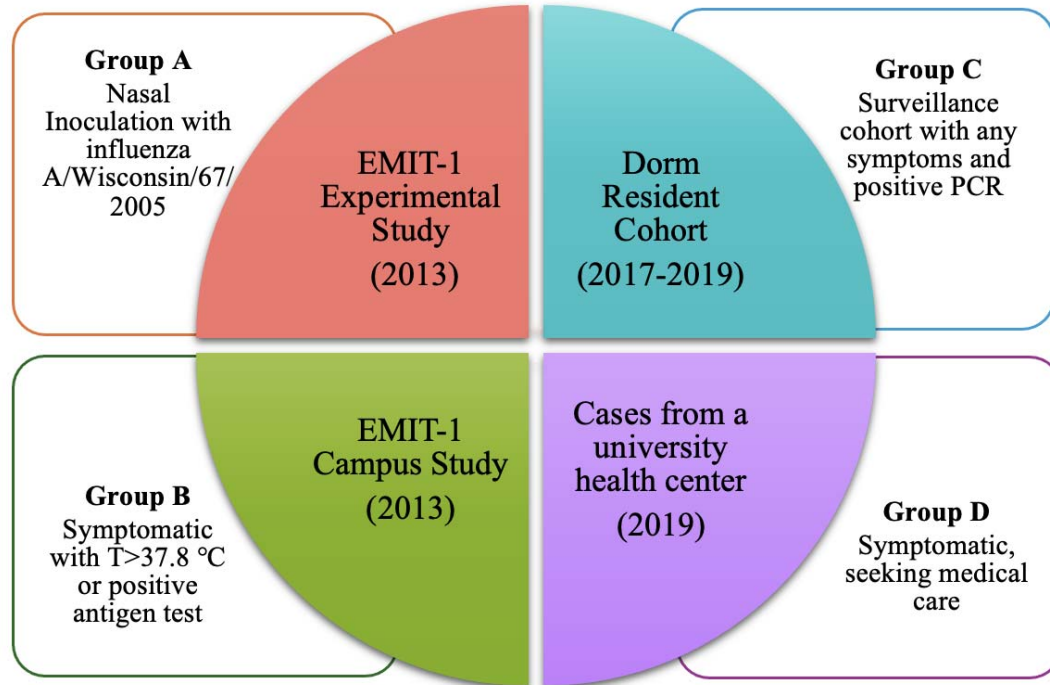 Group A
Nasal
Inoculation with
influenza
A/Wisconsin/67/
2005
EMIT-1
Experimental
Study
(2013)
Dorm
Resident
Cohort
(2017-2019)
Group C
Surveillance
cohort with any
symptoms and
positive PCR
Group B
Symptomatic
with T>37.8 °C
or positive
antigen test
EMIT-1
Campus Study
(2013)
Cases from a
university
health center
(2019)
Group D
Symptomatic,
seeking medical
care